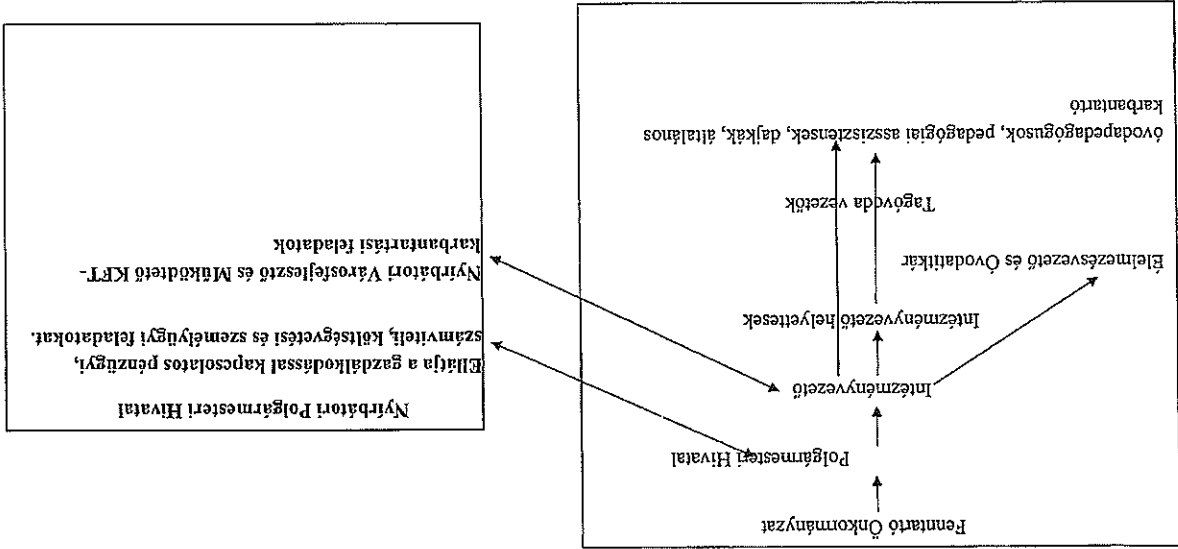 Fenntartó Önkormányzat
Polgármesteri Hivatal
Intézményvezető
Intézményvezető helyettesek
Élelmezésvezető és Óvodatitkár
Tagóvoda vezetők
óvodapedagógusok, pedagógiai asszisztensek, dajkák, általános
karbantartó
Nyírbátori Polgármesteri Hivatal
Ellátja a gazdálkodással kapcsolatos pénzügyi,
számviteli, költségvetési és személyügyi feladatokat.
Nyírbátori Városfejlesztő és Működtető KFT-
karbantartási feladatok